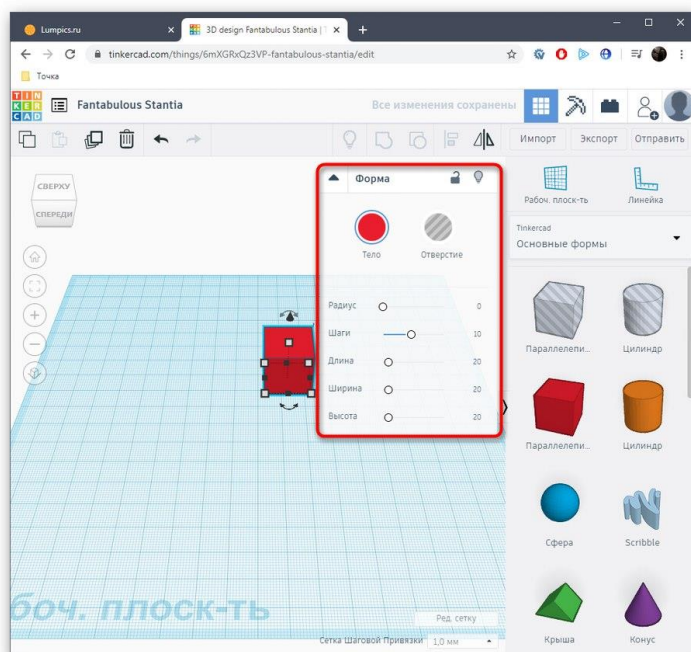 Lumpics.ru
3D design Fantabulous Stantia | T
tinkercad.com/things/6mXGRxQz3VP-fantabulous-stantia/edit
Точка
TIN
KER
CAD
Fantabulous Stantia
Все изменения сохранены
Импорт Экспорт Отправить
СВЕРХУ
СПЕРЕДИ
Форма
Тело Отверстие
Радиус 0
Шаги 10
Длина 20
Ширина 20
Высота 20
Рабоч. плоск-ть Линейка
Tinkercad
Основные формы
Параллелепи... Цилиндр
Параллелепи... Цилиндр
Сфера Scribble
Крыша Конус
боч. плоск-ть
Ред. сетку
Сетка Шаговой Привязки 1,0 мм